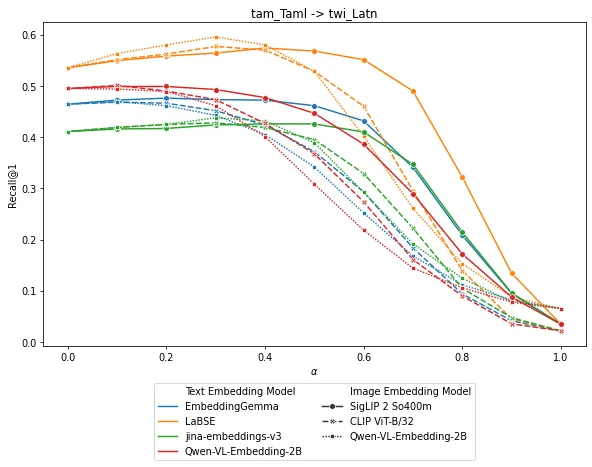 tam_Taml -> twi_Latn
0.6
0.5
0.4
0.3
0.2
0.1
0.0
Recall@1
0.0 0.2 0.4 0.6 0.8 1.0
α
Text Embedding Model
EmbeddingGemma
LaBSE
jina-embeddings-v3
Qwen-VL-Embedding-2B
Image Embedding Model
SigLIP 2 So400m
CLIP ViT-B/32
Qwen-VL-Embedding-2B